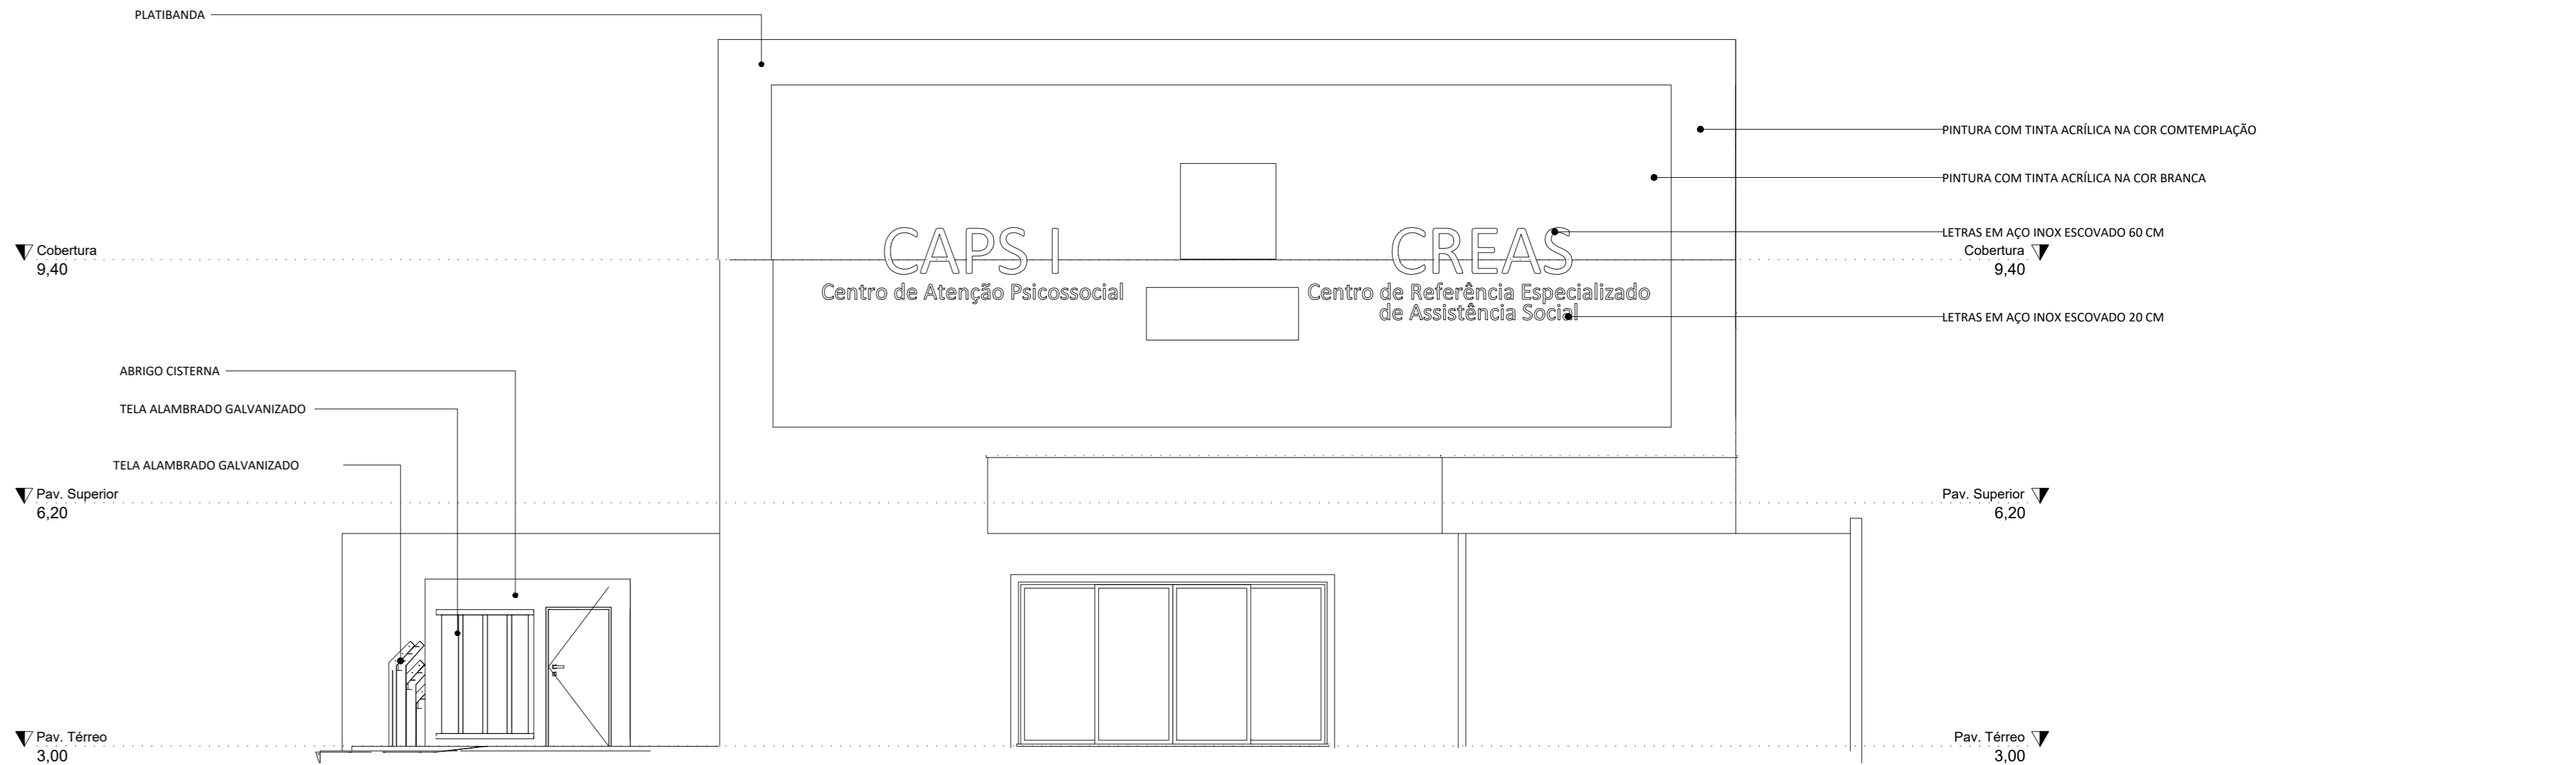 PLATIBANDA
PINTURA COM TINTA ACRÍLICA NA COR COMTEMPLAÇÃO
PINTURA COM TINTA ACRÍLICA NA COR BRANCA
CAPS I
CREAS
LETRAS EM AÇO INOX ESCOVADO 60 CM
Cobertura
9,40
Cobertura
9,40
Centro de Atenção Psicossocial
Centro de Referência Especializado
de Assistência Social
LETRAS EM AÇO INOX ESCOVADO 20 CM
ABRIGO CISTERNA
TELA ALAMBRADO GALVANIZADO
TELA ALAMBRADO GALVANIZADO
Pav. Superior
6,20
Pav. Superior
6,20
Pav. Térreo
3,00
Pav. Térreo
3,00